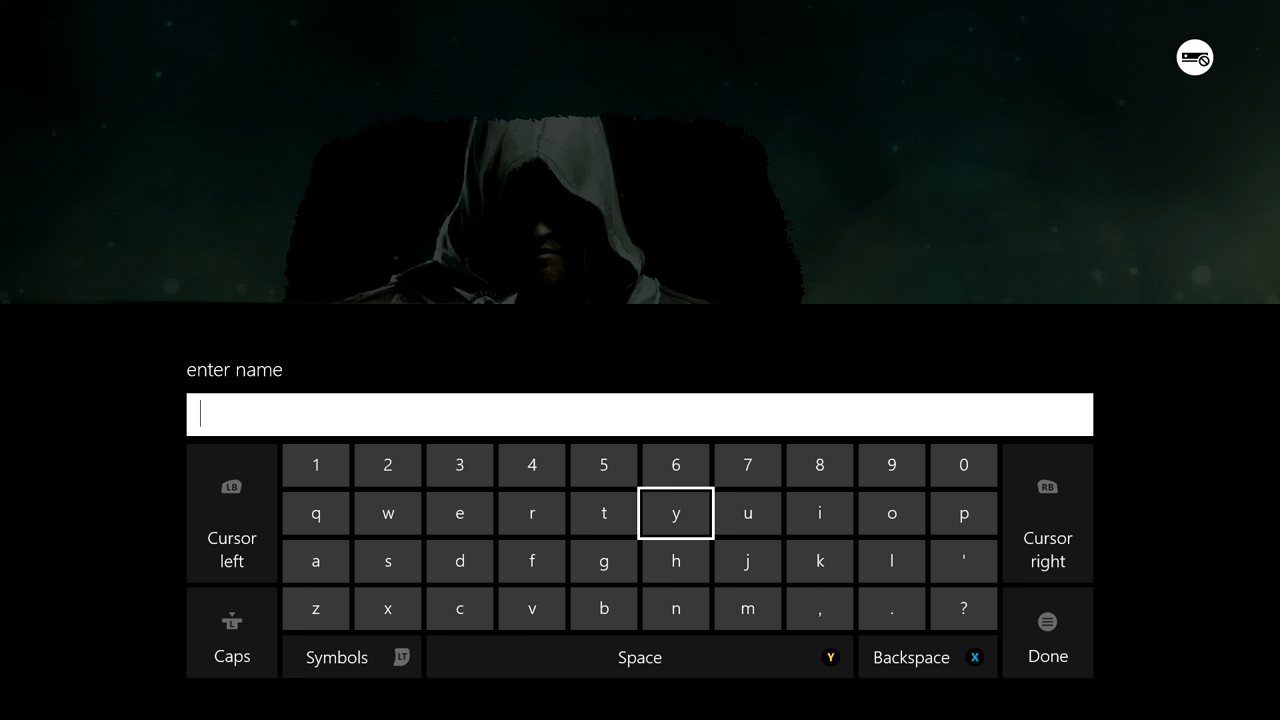 enter name
1 2 3 4 5 6 7 8 9 0
LB RB
q w e r t y u i o p
Cursor left Cursor right
a s d f g h j k l '
z x c v b n m , . ?
L
Caps Symbols LT Space Y Backspace X Done